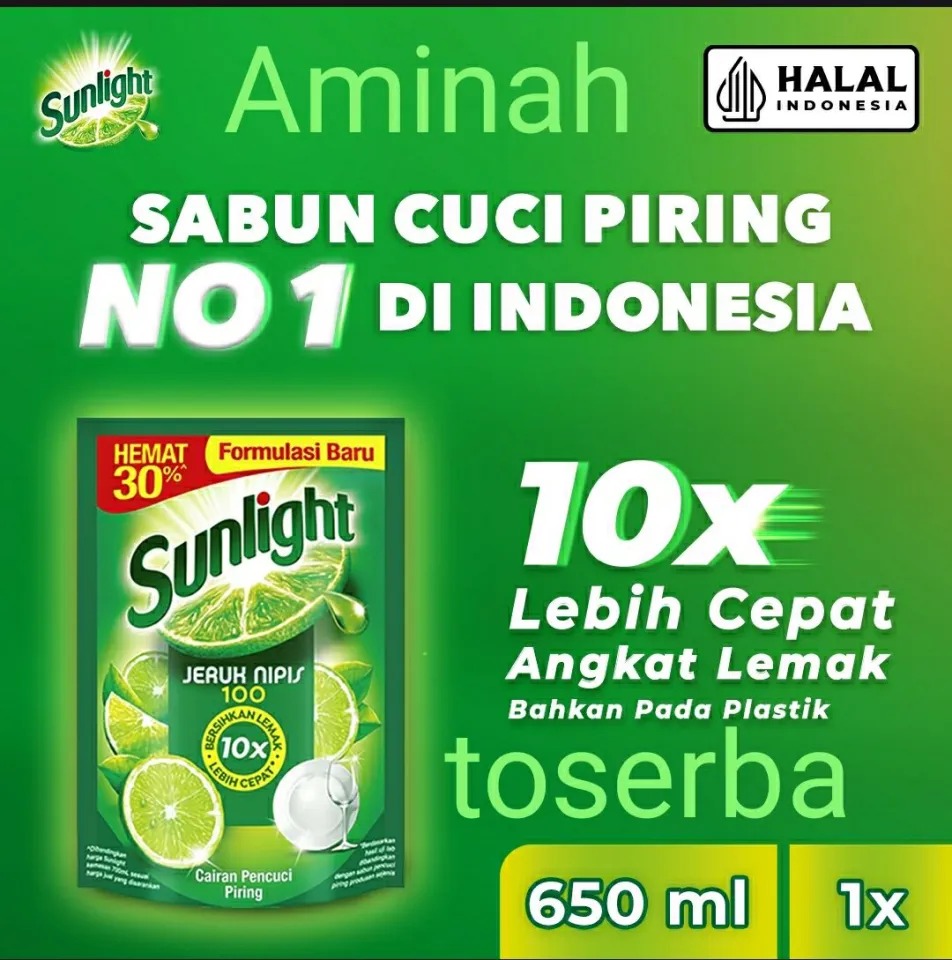 Sunlight
Aminah
HALAL
INDONESIA
SABUN CUCI PIRING
NO 1 DI INDONESIA
HEMAT
30%^
Formulasi Baru
Sunlight
JERUK NIPIS
100
BERSIHKAN LEMAK
10x
LEBIH CEPAT*
Cairan Pencuci
Piring
10x
Lebih Cepat
Angkat Lemak
Bahkan Pada Plastik
toserba
650 ml
1x